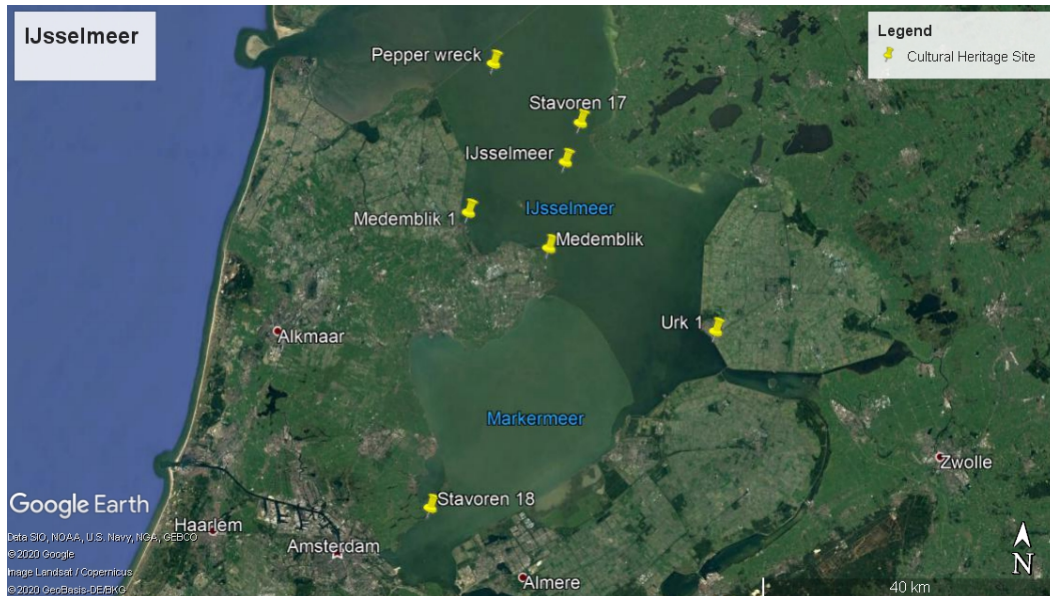 IJsselmeer
Legend
Cultural Heritage Site
Pepper wreck
Stavoren 17
IJsselmeer
IJsselmeer
Medemblik 1
Medemblik
Urk 1
Alkmaar
Markermeer
Zwolle
Stavoren 18
Google Earth
Haarlem
Amsterdam
Almere
Data SIO, NOAA, U.S. Navy, NGA, GEBCO
©2020 Google
Image Landsat / Copernicus
©2020 GeoBasis-DE/BKG
N
40 km